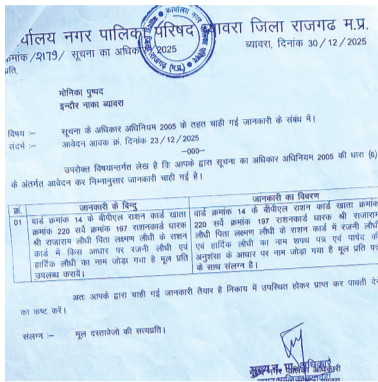 कार्यालय नगर पालिका परिषद ब्यावरा जिला राजगढ म.प्र.
क्रमांक/2179/ सूचना का अधिकार/2025 ब्यावरा, दिनांक 30/12/2025
प्रति,
मोनिका पुष्पद
इन्दौर नाका ब्यावरा
विषय :– सूचना के अधिकार अधिनियम 2005 के तहत चाही गई जानकारी के संबंध में।
संदर्भ :– आवेदन आवक क्रं. दिनांक 23/12/2025
—000—
उपरोक्त विषयान्तर्गत लेख है कि आपके द्वारा सूचना का अधिकार अधिनियम 2005 की धारा (6)
के अंतर्गत आवेदन कर निम्नानुसार जानकारी चाही गई है।
क्रं. जानकारी के बिन्दु जानकारी का विवरण
01 वार्ड क्रमांक 14 के बीपीएल राशन कार्ड खाता वार्ड क्रमांक 14 के बीपीएल राशन कार्ड खाता क्रमांक
220 सर्वे क्रमांक 197 राशनकार्ड धारक 220 सर्वे क्रमांक 197 राशनकार्ड धारक श्री राजाराम
श्री राजाराम लौधी पिता लक्ष्मण लौधी के राशन लौधी पिता लक्ष्मण लौधी के राशन कार्ड में रजनी लौधी
कार्ड में किस आधार पर रजनी लौधी एवं एवं हार्दिक लौधी का नाम शपथ पत्र एवं पार्षद की
हार्दिक लौधी का नाम जोड़ा गया है मूल प्रति अनुशंसा के आधार पर नाम जोड़ा गया है मूल प्रति पत्र
उपलब्ध करावें। के साथ संलग्न है।
अतः आपके द्वारा चाही गई जानकारी तैयार है निकाय में उपस्थित होकर प्राप्त कर पावती देने
का कष्ट करें।
संलग्न :– मूल दस्तावेजो की सत्यप्रति।